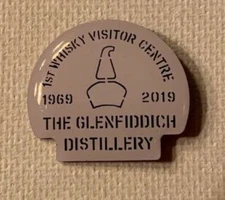 1ST WHISKY VISITOR CENTRE
1969 2019
THE GLENFIDDICH
DISTILLERY